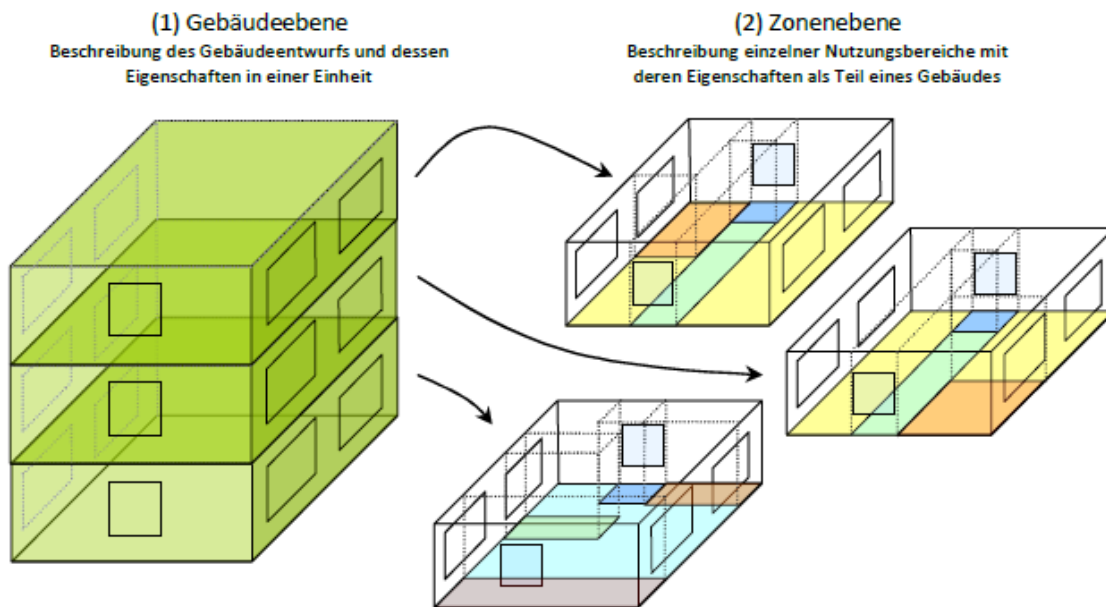 (1) Gebäudeebene
Beschreibung des Gebäudeentwurfs und dessen
Eigenschaften in einer Einheit
(2) Zonenebene
Beschreibung einzelner Nutzungsbereiche mit
deren Eigenschaften als Teil eines Gebäudes